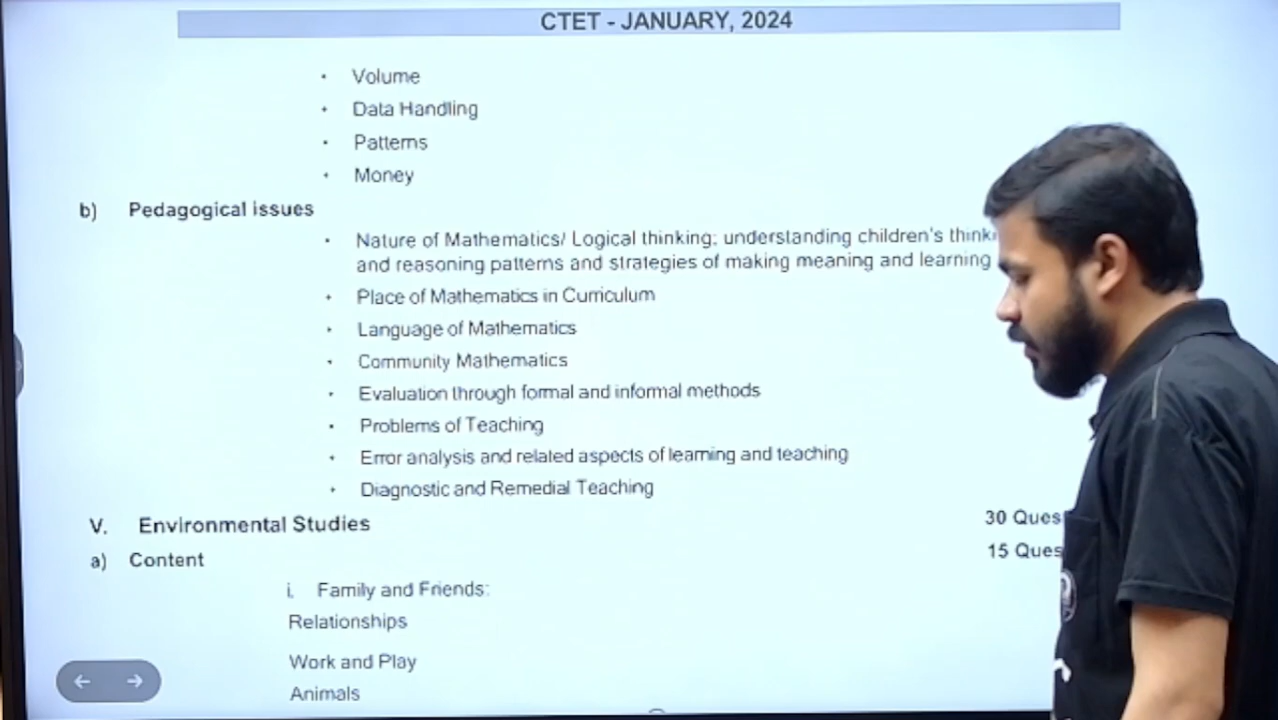 CTET - JANUARY, 2024
• Volume
• Data Handling
• Patterns
• Money
b) Pedagogical issues
• Nature of Mathematics/ Logical thinking; understanding children's
and reasoning patterns and strategies of making meaning and learning
• Place of Mathematics in Curriculum
• Language of Mathematics
• Community Mathematics
• Evaluation through formal and informal methods
• Problems of Teaching
• Error analysis and related aspects of learning and teaching
• Diagnostic and Remedial Teaching
V. Environmental Studies 30
a) Content 15
i. Family and Friends:
Relationships
Work and Play
Animals